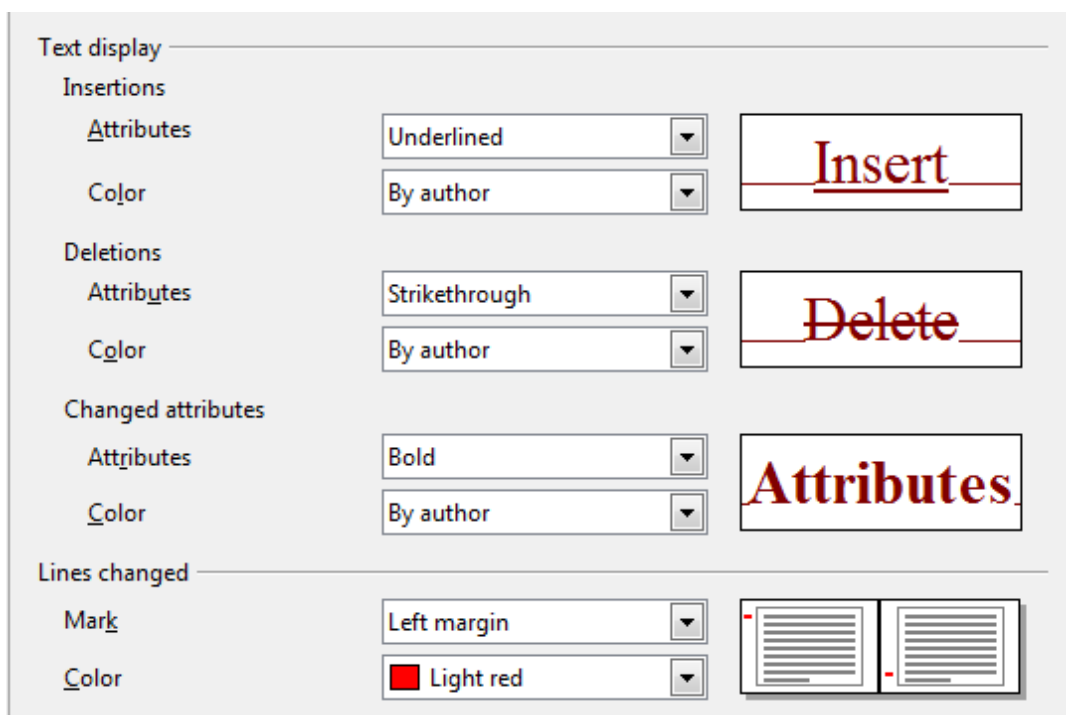 Text display
Insertions
Attributes Underlined Insert
Color By author
Deletions
Attributes Strikethrough Delete
Color By author
Changed attributes
Attributes Bold Attributes
Color By author
Lines changed
Mark Left margin
Color Light red